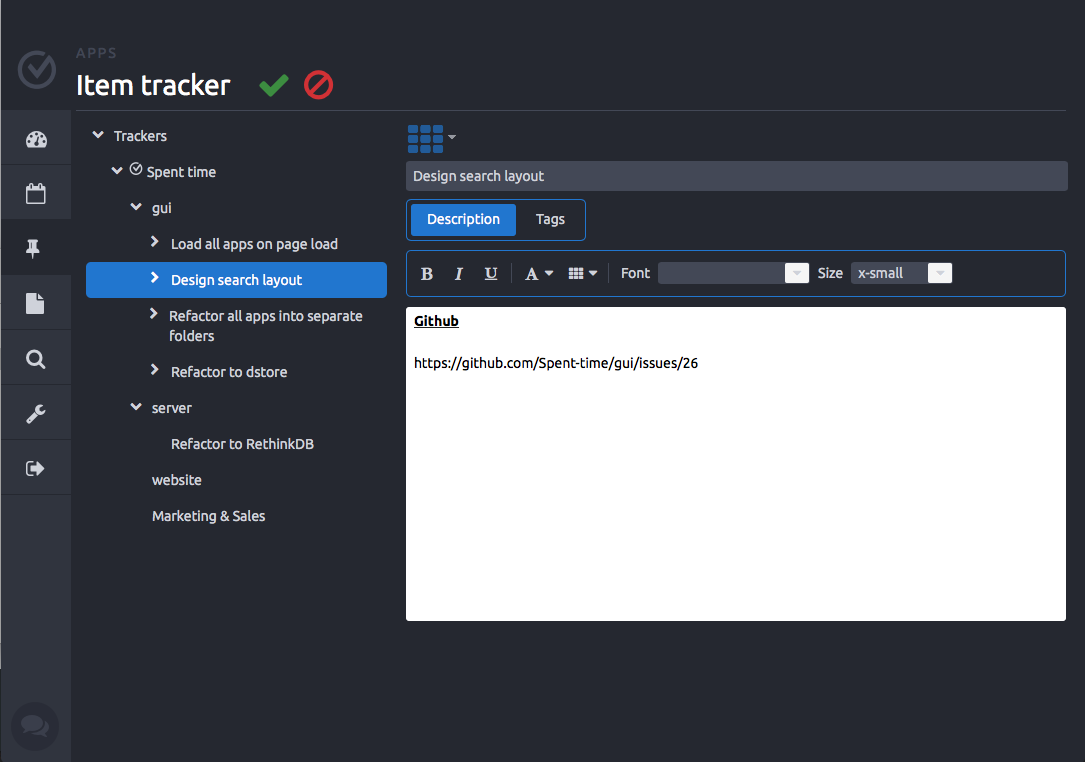 APPS
Item tracker
Trackers
Spent time
gui
Load all apps on page load
Design search layout
Refactor all apps into separate
folders
Refactor to dstore
server
Refactor to RethinkDB
website
Marketing & Sales
Design search layout
Description Tags
B I U A Font Size x-small
Github
https://github.com/Spent-time/gui/issues/26